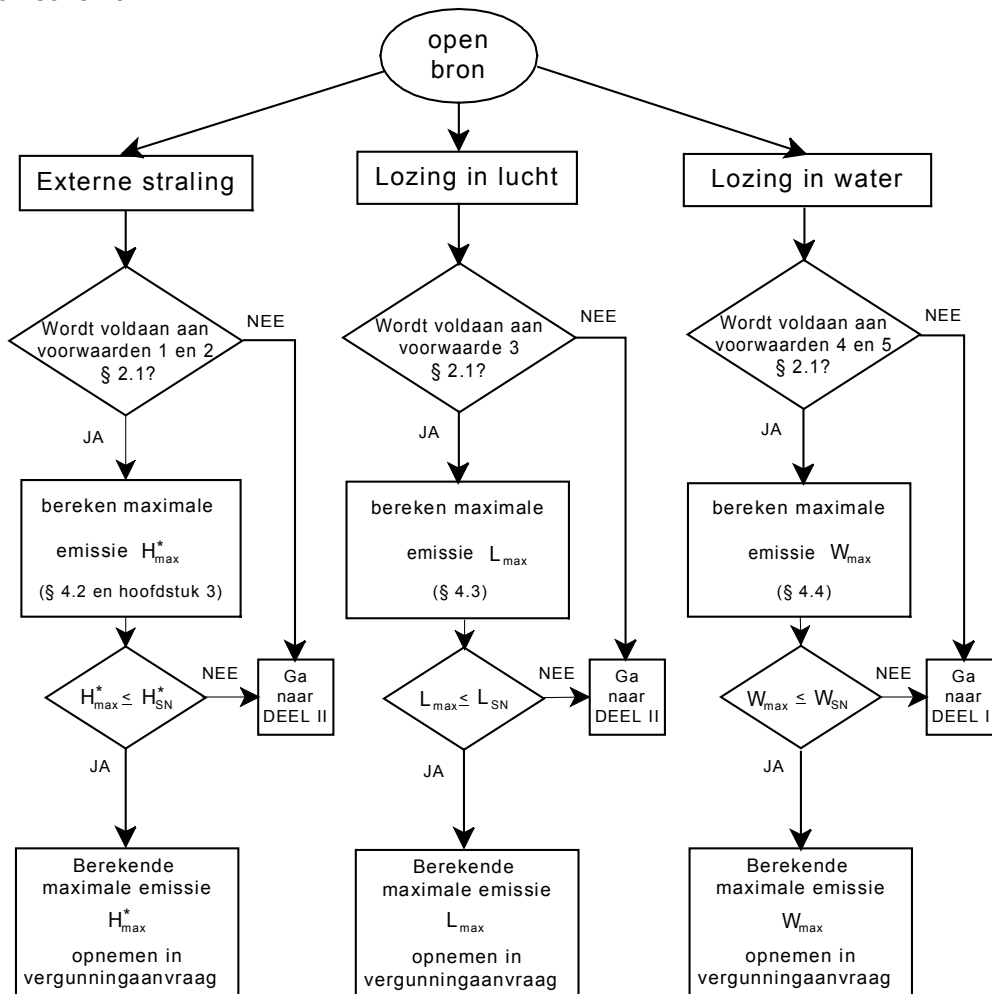 open
bron
Externe straling
Lozing in lucht
Lozing in water
Wordt voldaan aan
voorwaarden 1 en 2
§ 2.1?
NEE
JA
Wordt voldaan aan
voorwaarde 3
§ 2.1?
NEE
JA
Wordt voldaan aan
voorwaarden 4 en 5
§ 2.1?
NEE
JA
bereken maximale
emissie H*max
(§ 4.2 en hoofdstuk 3)
bereken maximale
emissie Lmax
(§ 4.3)
bereken maximale
emissie Wmax
(§ 4.4)
H*max ≤ H*SN
NEE
JA
Ga
naar
DEEL II
Lmax ≤ LSN
NEE
JA
Ga
naar
DEEL II
Wmax ≤ WSN
NEE
JA
Ga
naar
DEEL I
Berekende
maximale emissie
H*max
opnemen in
vergunningaanvraag
Berekende
maximale emissie
Lmax
opnemen in
vergunningaanvraag
Berekende
maximale emissie
Wmax
opnemen in
vergunningaanvraag